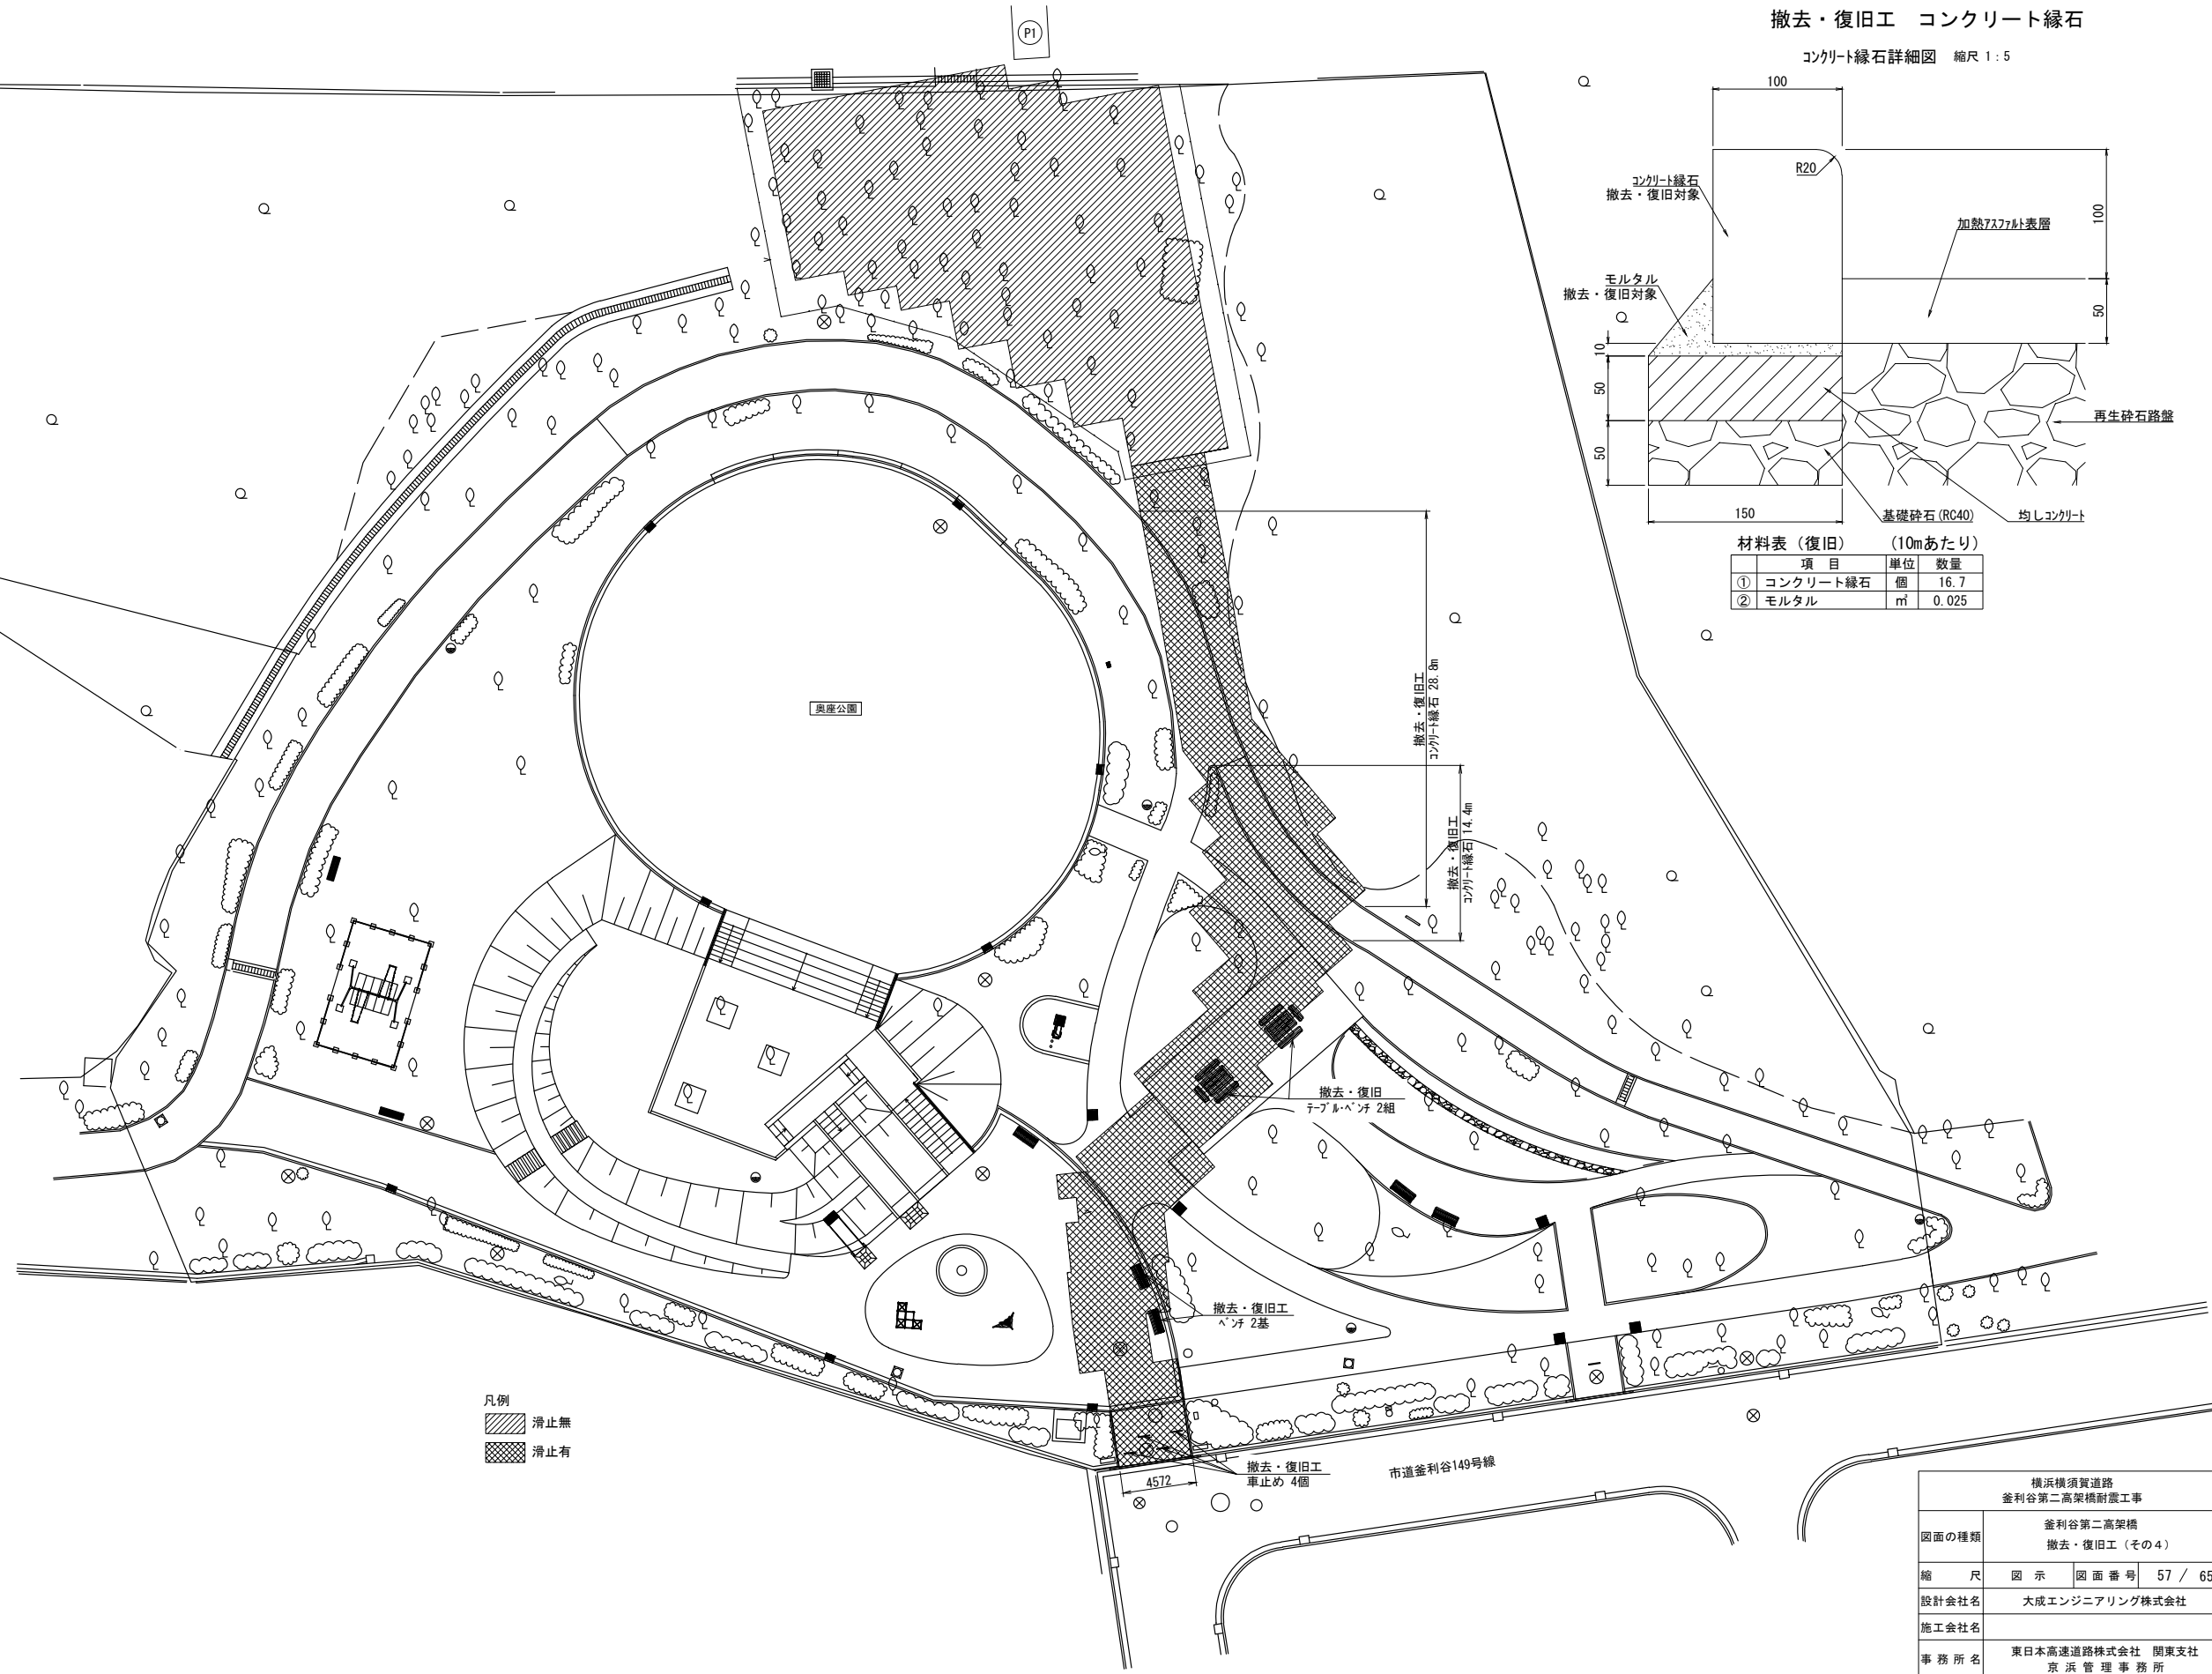 P1
撤去・復旧工　コンクリート縁石
コンクリート縁石詳細図　縮尺 1：5
100
R20
コンクリート縁石
撤去・復旧対象
加熱アスファルト表層
100
モルタル
撤去・復旧対象
50
10
50
50
再生砕石路盤
150
基礎砕石(RC40)
均しコンクリート
材料表（復旧）　(10mあたり)
項　目 単位 数量
① コンクリート縁石 個 16.7
② モルタル ㎥ 0.025
撤去・復旧工
コンクリート縁石 28.8m
奥座公園
撤去・復旧工
コンクリート縁石 14.4m
撤去・復旧
テーブル・ベンチ 2組
撤去・復旧工
ベンチ 2基
凡例
滑止無
滑止有
撤去・復旧工
車止め 4個
4572
市道釜利谷149号線
横浜横須賀道路
釜利谷第二高架橋耐震工事
図面の種類 釜利谷第二高架橋
撤去・復旧工（その４）
縮　尺 図　示 図面番号 57 / 65
設計会社名 大成エンジニアリング株式会社
施工会社名
事務所名 東日本高速道路株式会社　関東支社
京浜管理事務所